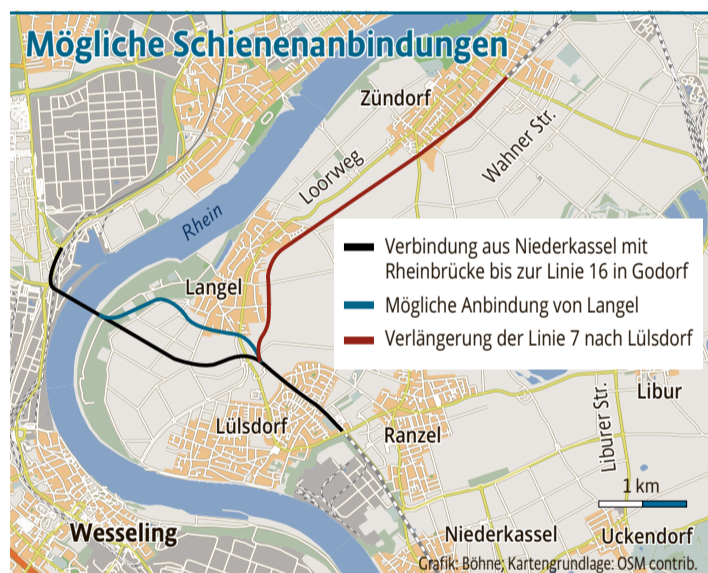 Mögliche Schienenanbindungen
Zündorf
Wahner Str.
Loorweg
Rhein
Verbindung aus Niederkassel mit
Rheinbrücke bis zur Linie 16 in Godorf
Langel
Mögliche Anbindung von Langel
Verlängerung der Linie 7 nach Lülsdorf
Libur
Lülsdorf
Ranzel
Liburer Str.
1 km
Wesseling
Niederkassel
Uckendorf
Grafik: Böhne; Kartengrundlage: OSM contrib.